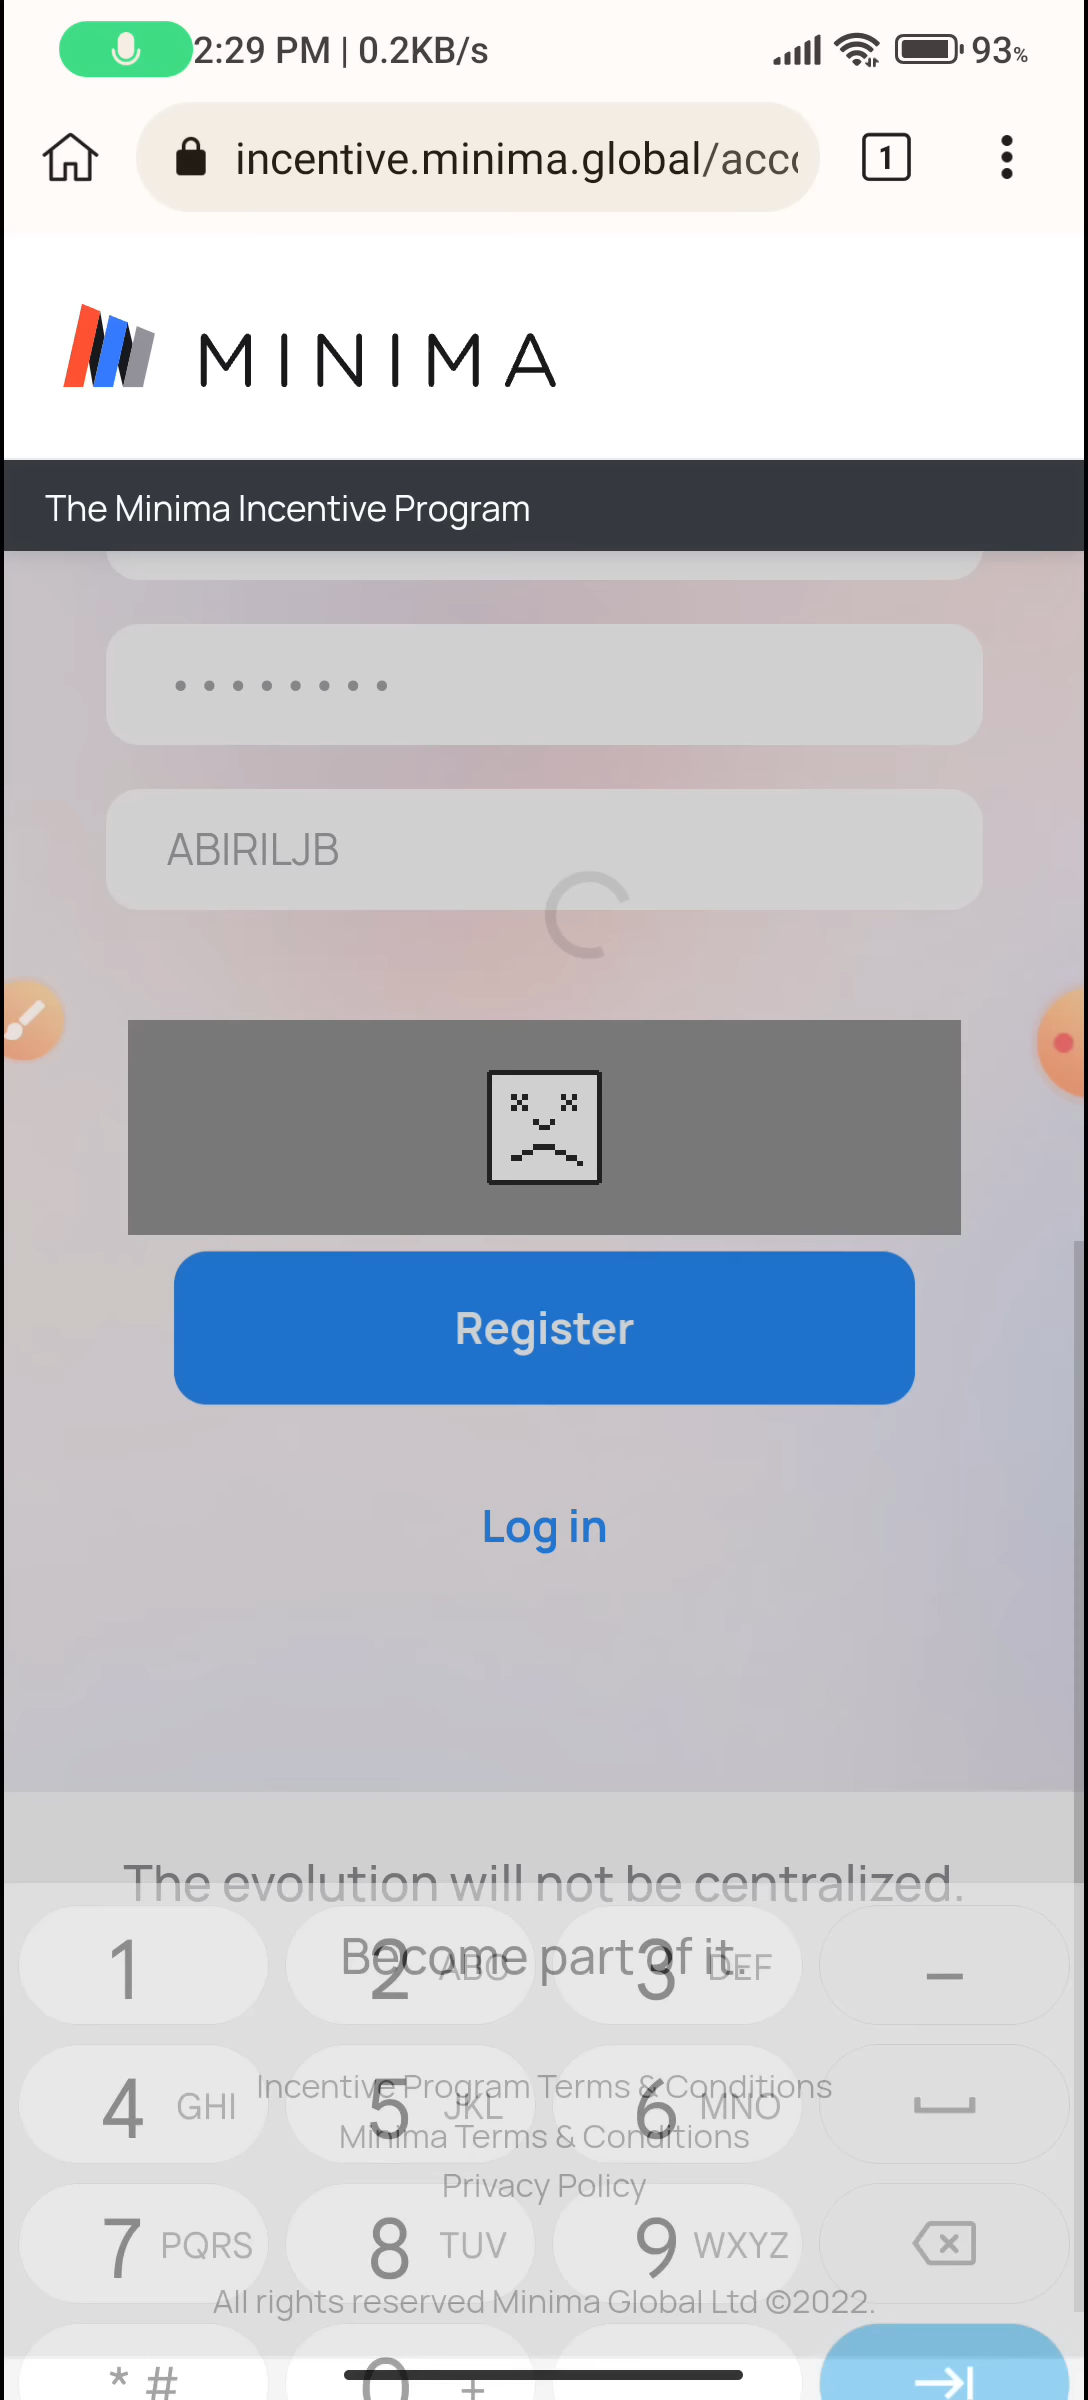 2:29 PM | 0.2KB/s 93%
incentive.minima.global/acc
1
MINIMA
The Minima Incentive Program
ABIRILJB
Register
Log in
The evolution will not be centralized.
Become part of it.
1 2 ABC 3 DEF –
Incentive Program Terms & Conditions
4 GHI 5 JKL 6 MNO
Minima Terms & Conditions
Privacy Policy
7 PQRS 8 TUV 9 WXYZ
All rights reserved Minima Global Ltd ©2022.
* # 0 +